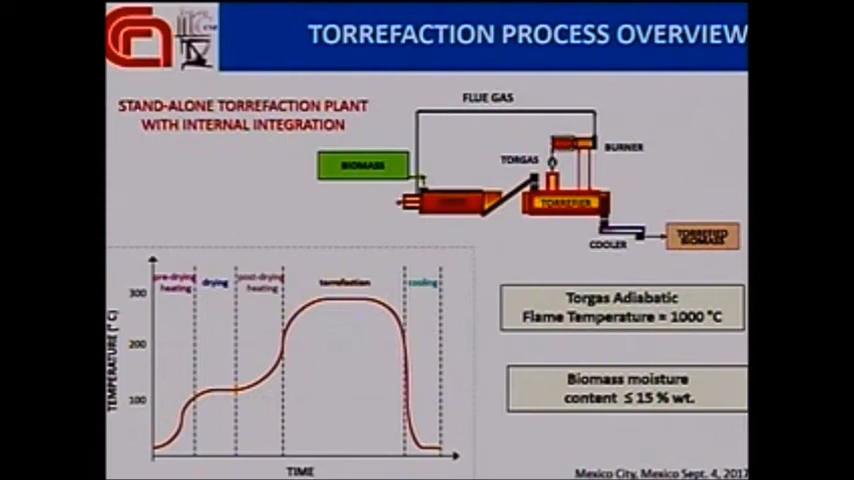 TORREFACTION PROCESS OVERVIEW
STAND-ALONE TORREFACTION PLANT
WITH INTERNAL INTEGRATION
FLUE GAS
BIOMASS
TORGAS
BURNER
TORREFIER
COOLER
TORREFIED
BIOMASS
pre-drying
heating
drying
post-drying
heating
torrefaction
cooling
300
200
100
TEMPERATURE (°C)
TIME
Torgas Adiabatic
Flame Temperature = 1000 °C
Biomass moisture
content ≤ 15 % wt.
Mexico City, Mexico Sept. 4, 2017